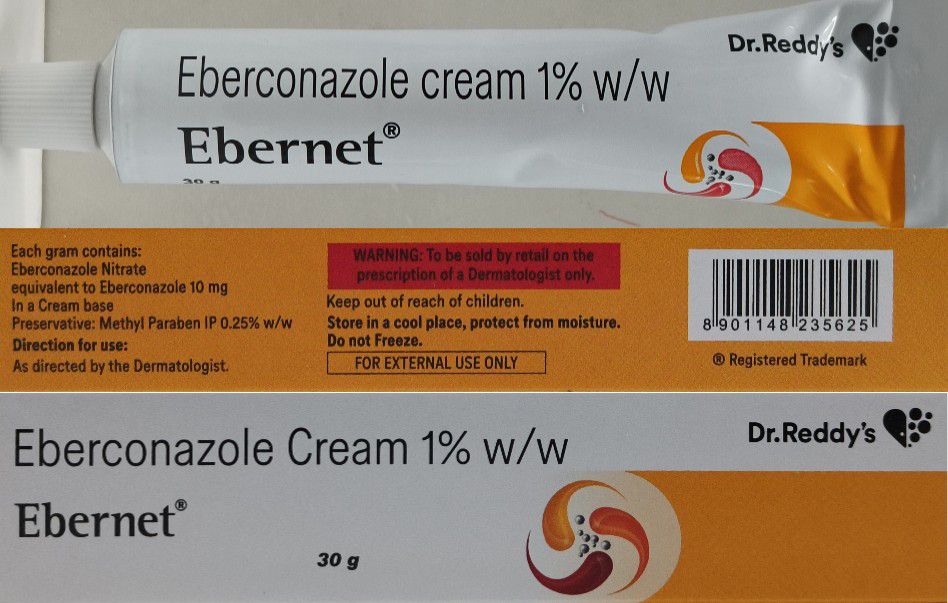 Dr.Reddy's
Eberconazole cream 1% w/w
Ebernet®
30 g
Each gram contains:
Eberconazole Nitrate
equivalent to Eberconazole 10 mg
In a Cream base
Preservative: Methyl Paraben IP 0.25% w/w
Direction for use:
As directed by the Dermatologist.
WARNING: To be sold by retail on the
prescription of a Dermatologist only.
Keep out of reach of children.
Store in a cool place, protect from moisture.
Do not Freeze.
FOR EXTERNAL USE ONLY
8 901148 235625
® Registered Trademark
Dr.Reddy's
Eberconazole Cream 1% w/w
Ebernet®
30 g